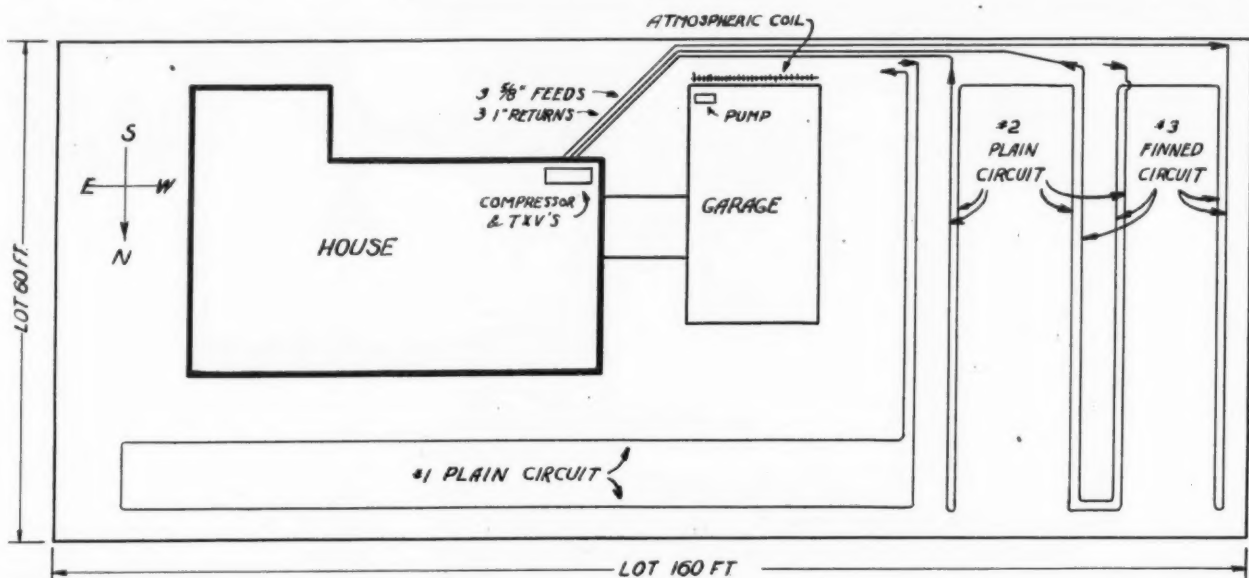 ATMOSPHERIC COIL
3 5/8" FEEDS
3 1" RETURNS
PUMP
S
E W
N
COMPRESSOR
& TXV'S
HOUSE
GARAGE
#2
PLAIN
CIRCUIT
#3
FINNED
CIRCUIT
LOT 60 FT.
#1 PLAIN CIRCUIT
LOT 160 FT